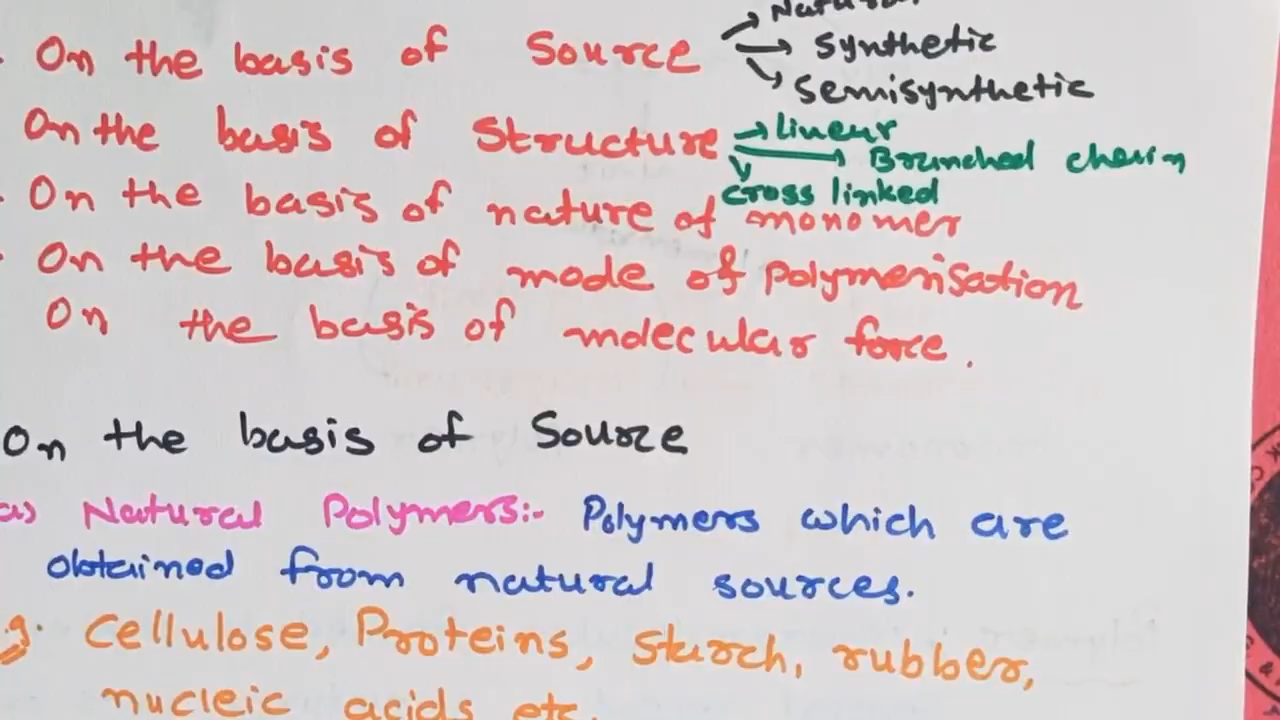 On the basis of Source → Natural
→ Synthetic
→ Semisynthetic
On the basis of Structure → Linear
→ Branched chain
cross linked
On the basis of nature of monomer
On the basis of mode of Polymerisation
On the basis of molecular force.
On the basis of Source
a) Natural Polymers:- Polymers which are
obtained from natural sources.
g. Cellulose, Proteins, Starch, rubber,
nucleic acids etc.